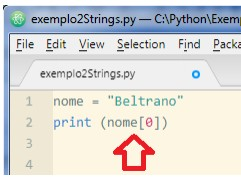 exemplo2Strings.py — C:\Python\Exem
File Edit View Selection Find Packa
exemplo2Strings.py
1 nome = "Beltrano"
2 print (nome[0])
3
4